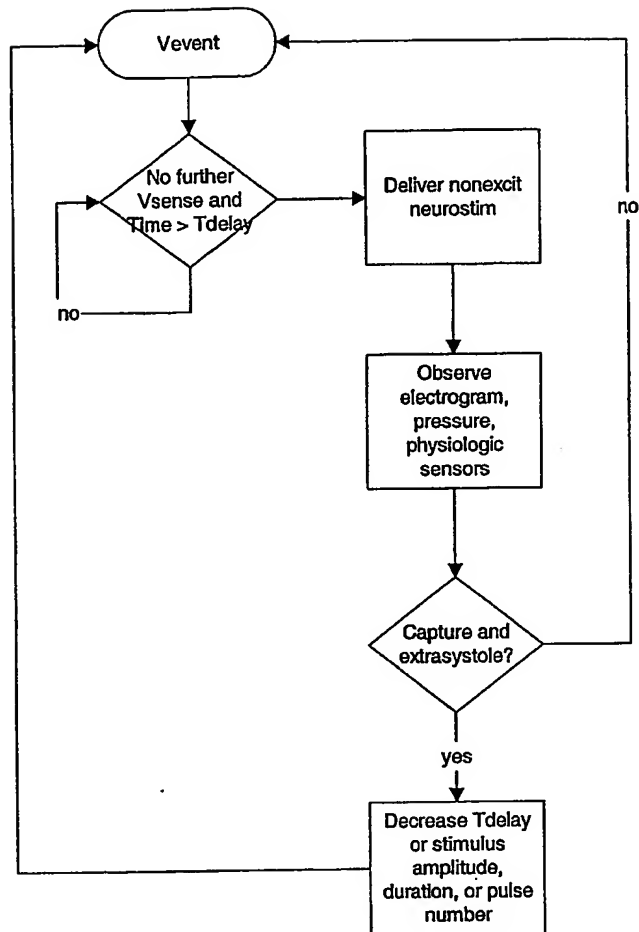 Vevent
No further
Vsense and
Time > Tdelay
no
Deliver nonexcit
neurostim
no
Observe
electrogram,
pressure,
physiologic
sensors
Capture and
extrasystole?
yes
Decrease Tdelay
or stimulus
amplitude,
duration, or pulse
number